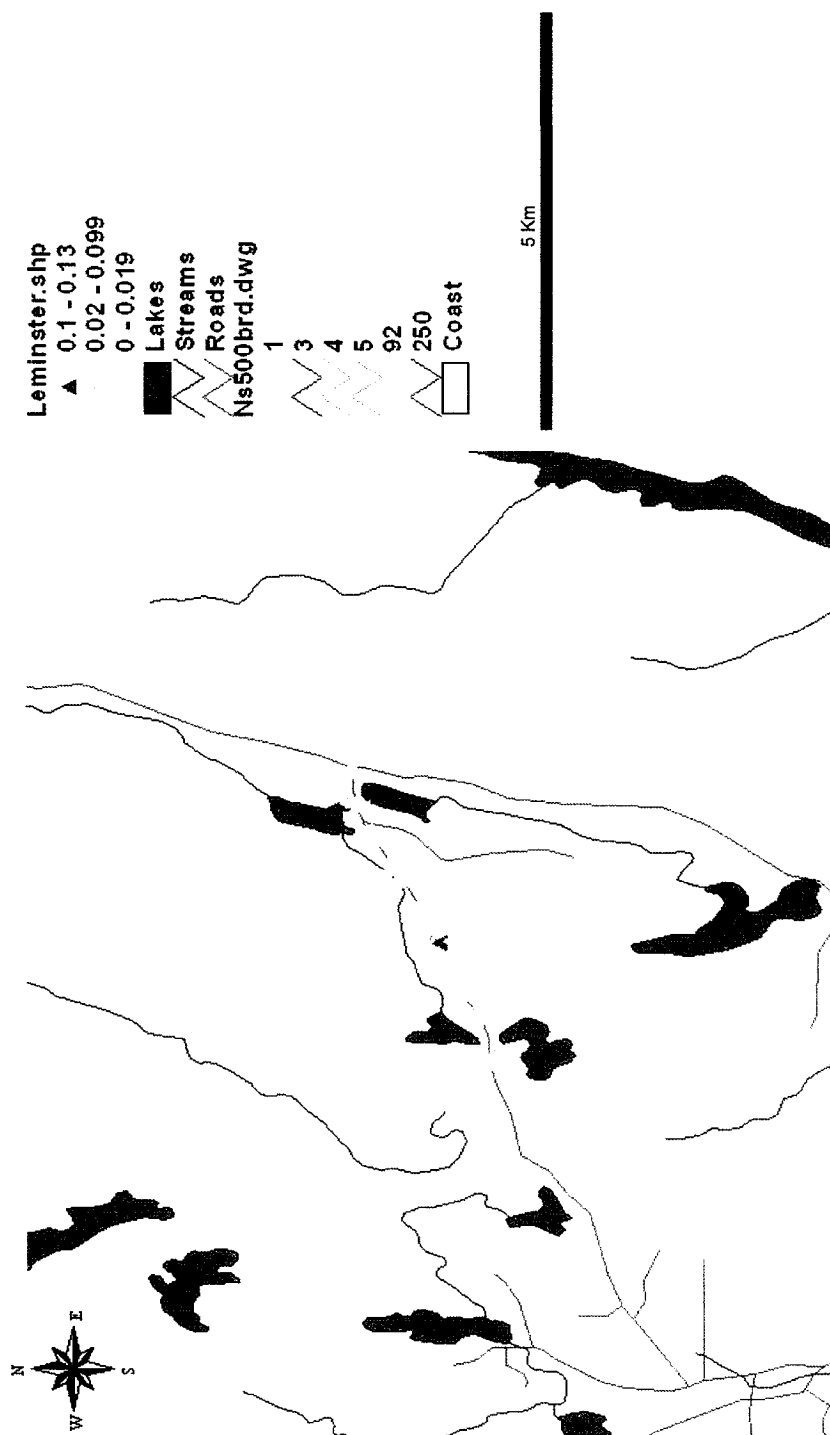 N
W E
S
Leminster.shp
0.1 - 0.13
0.02 - 0.099
0 - 0.019
Lakes
Streams
Roads
Ns500brd.dwg
1
3
4
5
92
250
Coast
5 Km